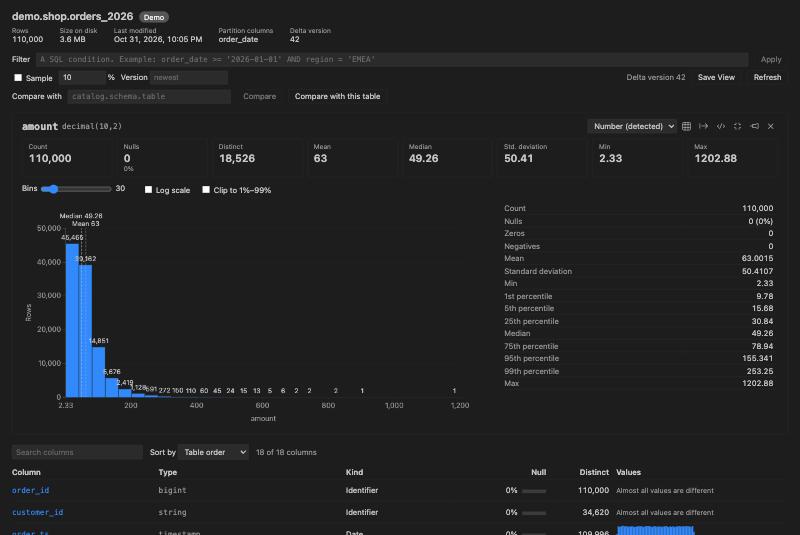 demo.shop.orders_2026 Demo
Rows Size on disk Last modified Partition columns Delta version
110,000 3.6 MB Oct 31, 2026, 10:05 PM order_date 42
Filter A SQL condition. Example: order_date >= '2026-01-01' AND region = 'EMEA' Apply
Sample 10 % Version newest Delta version 42 Save View Refresh
Compare with catalog.schema.table Compare Compare with this table
amount decimal(10,2) Number (detected)
Count Nulls Distinct Mean Median Std. deviation Min Max
110,000 0 18,526 63 49.26 50.41 2.33 1202.88
0%
Bins 30 Log scale Clip to 1%–99%
Median 49.26
Mean 63
50,000
45,465
40,000
39,162
30,000
20,000
14,851
10,000
5,676
2,419
1,128 591 272 160 110 60 45 24 15 13 5 6 2 2 2 1 1
0
2.33 200 400 600 800 1,000 1,200
Rows
amount
Count 110,000
Nulls 0 (0%)
Zeros 0
Negatives 0
Mean 63.0015
Standard deviation 50.4107
Min 2.33
1st percentile 9.78
5th percentile 15.68
25th percentile 30.84
Median 49.26
75th percentile 78.94
95th percentile 155.341
99th percentile 253.25
Max 1202.88
Search columns Sort by Table order 18 of 18 columns
Column Type Kind Null Distinct Values
order_id bigint Identifier 0% 110,000 Almost all values are different
customer_id string Identifier 0% 34,620 Almost all values are different
order_ts timestamp Date 0% 109,996